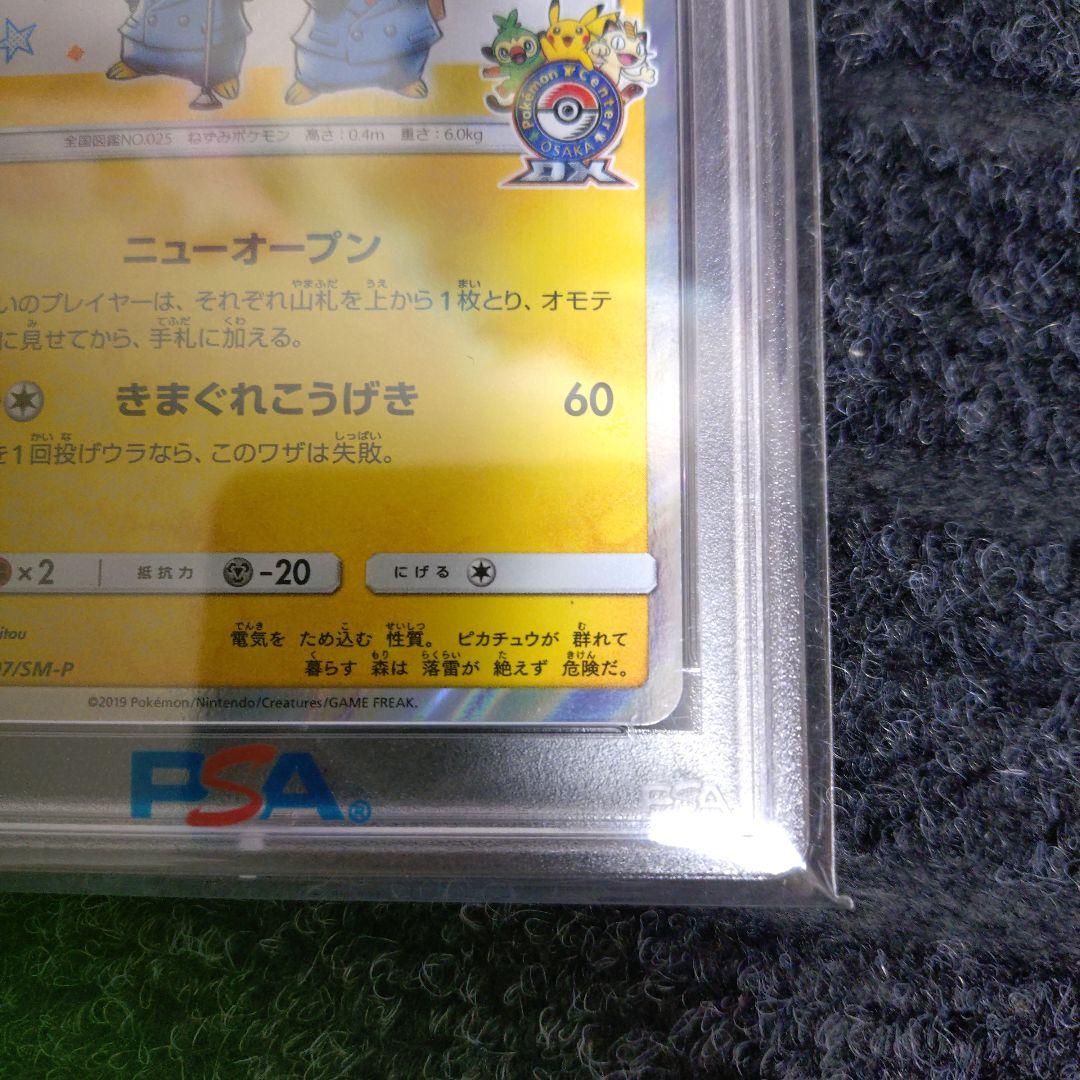 Pokémon Center
OSAKA
DX
全国図鑑NO.025 ねずみポケモン 高さ:0.4m 重さ:6.0kg
ニューオープン
いのプレイヤーは、それぞれ山札を上から1枚とり、オモテ
に見せてから、手札に加える。
きまぐれこうげき 60
を1回投げウラなら、このワザは失敗。
×2 抵抗力 -20 にげる
itou
電気を ため込む 性質。 ピカチュウが 群れて
7/SM-P
暮らす 森は 落雷が 絶えず 危険だ。
©2019 Pokémon/Nintendo/Creatures/GAME FREAK.
PSA®
PSA